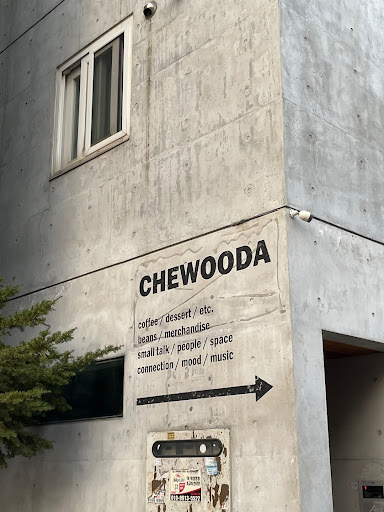 CHEWOODA
coffee / dessert / etc.
beans / merchandise
small talk / people / space
connection / mood / music